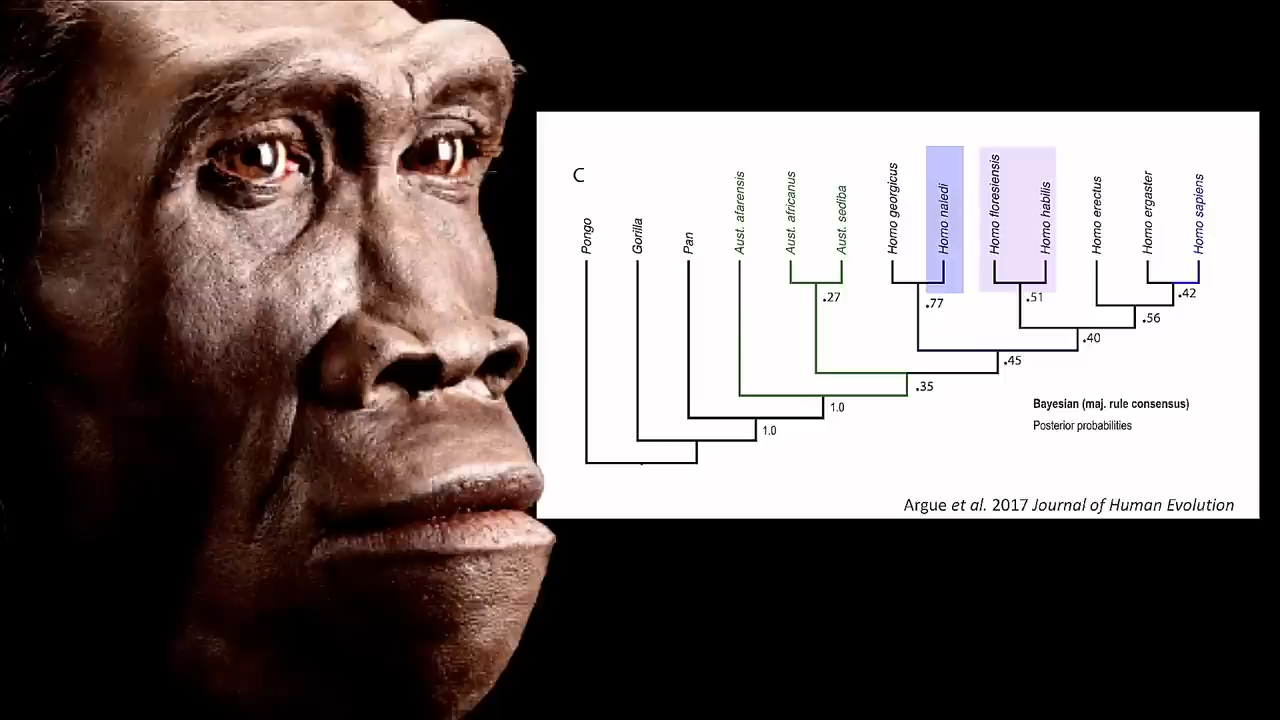 C
Pongo
Gorilla
Pan
Aust. afarensis
Aust. africanus
Aust. sediba
Homo georgicus
Homo naledi
Homo floresiensis
Homo habilis
Homo erectus
Homo ergaster
Homo sapiens
.27
.77
.51
.42
.56
.40
.45
.35
1.0
1.0
Bayesian (maj. rule consensus)
Posterior probabilities
Argue et al. 2017 Journal of Human Evolution